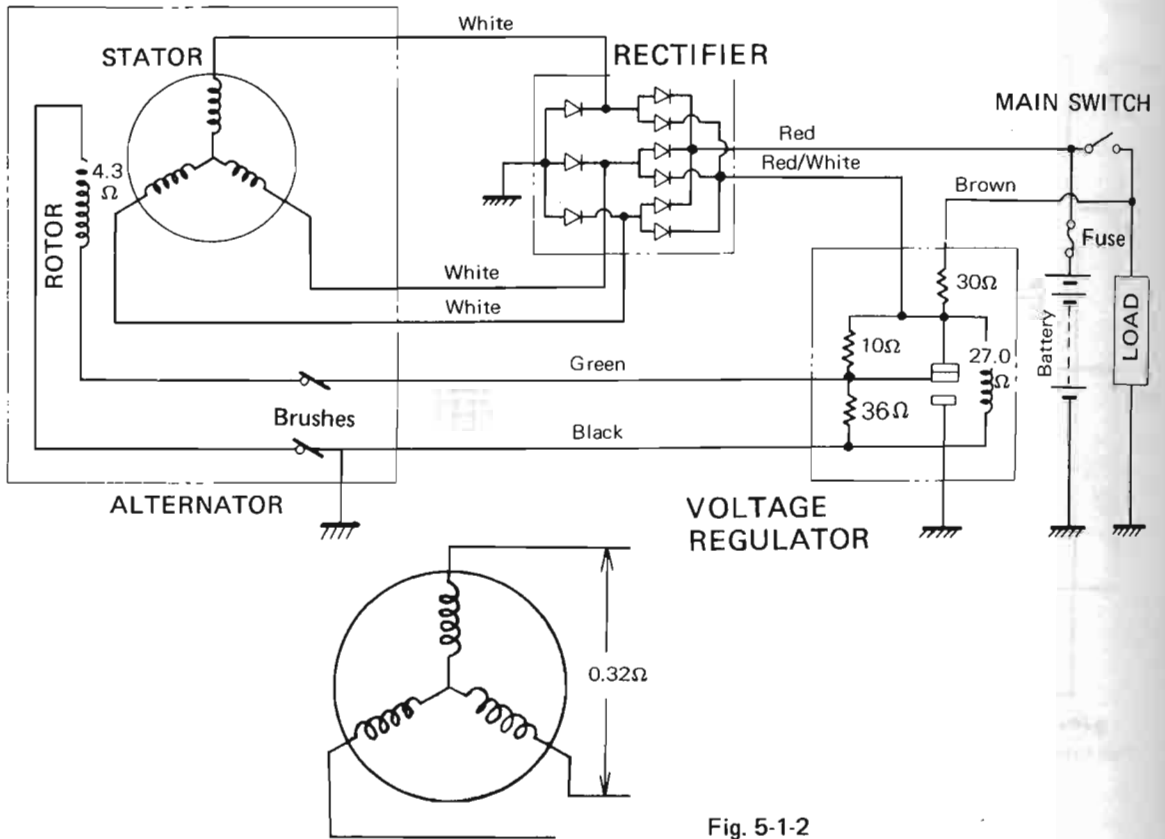 White
STATOR
RECTIFIER
MAIN SWITCH
Red
Red/White
4.3
Ω
ROTOR
Brown
Fuse
White
White
30Ω
10Ω
27.0
Ω
36Ω
Battery
LOAD
Green
Brushes
Black
ALTERNATOR
VOLTAGE
REGULATOR
0.32Ω
Fig. 5-1-2